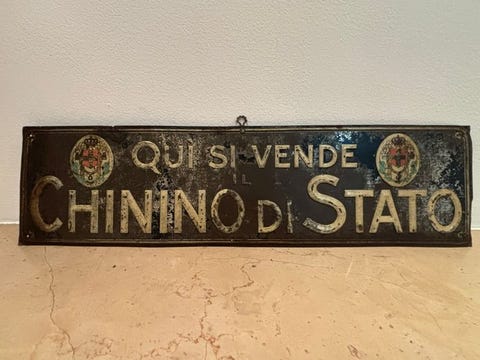 QUI SI VENDE
IL
CHININO DI STATO